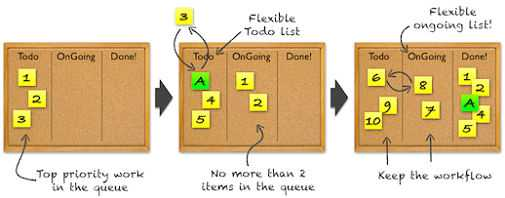 Todo OnGoing Done!
1
2
3
Top priority work
in the queue
3
Flexible
Todo list
Todo OnGoing Done!
A
4
5
1
2
No more than 2
items in the queue
Flexible
ongoing list!
Todo OnGoing Done!
6
9
10
8
7
1
2
A
4
5
Keep the workflow